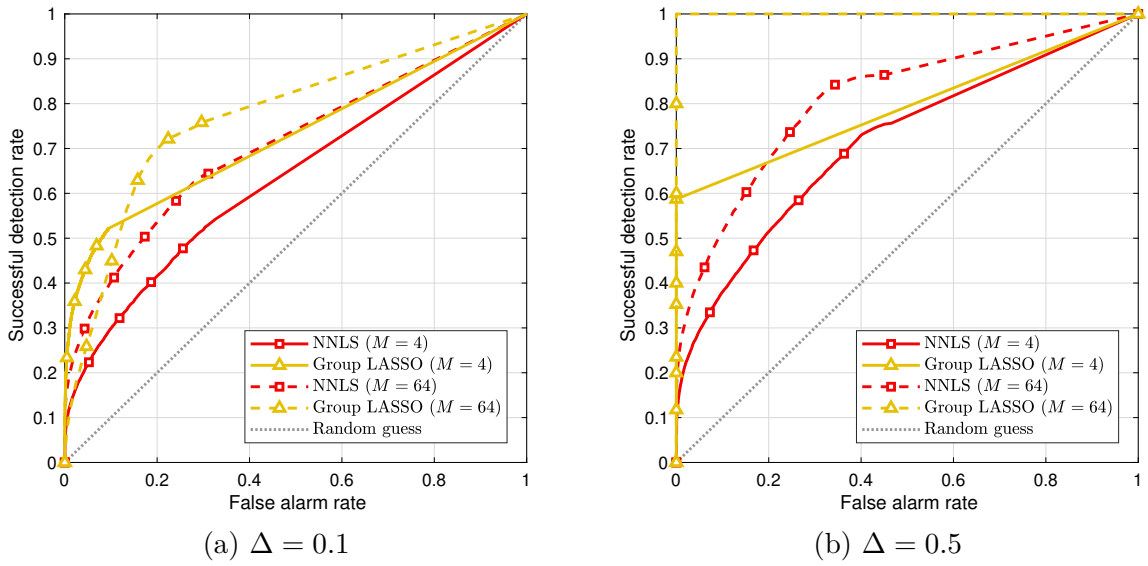 1
0.9
0.8
0.7
0.6
0.5
0.4
0.3
0.2
0.1
0
Successful detection rate
NNLS (M = 4)
Group LASSO (M = 4)
NNLS (M = 64)
Group LASSO (M = 64)
Random guess
0 0.2 0.4 0.6 0.8 1
False alarm rate
(a) Δ = 0.1
1
0.9
0.8
0.7
0.6
0.5
0.4
0.3
0.2
0.1
0
Successful detection rate
NNLS (M = 4)
Group LASSO (M = 4)
NNLS (M = 64)
Group LASSO (M = 64)
Random guess
0 0.2 0.4 0.6 0.8 1
False alarm rate
(b) Δ = 0.5